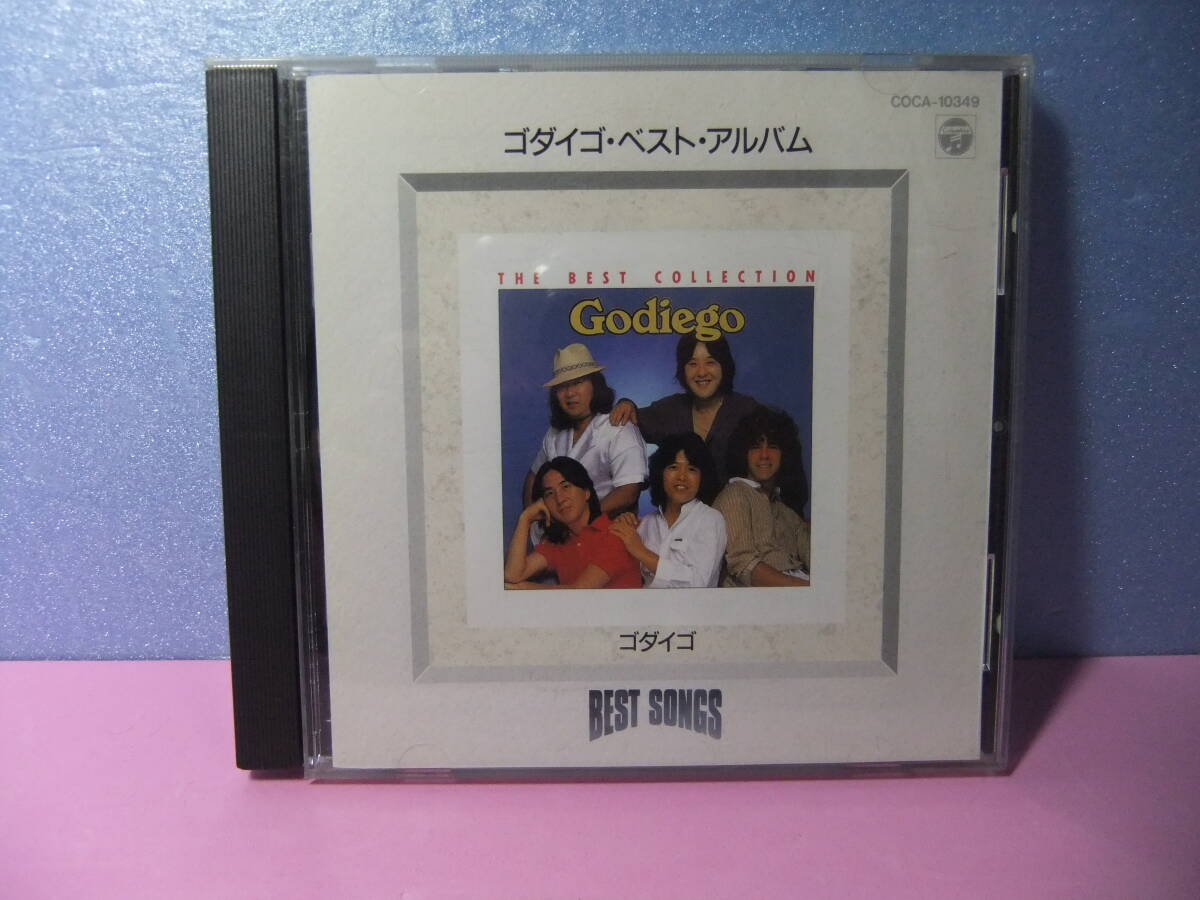 COCA-10349
ゴダイゴ・ベスト・アルバム
THE BEST COLLECTION
Godiego
ゴダイゴ
BEST SONGS